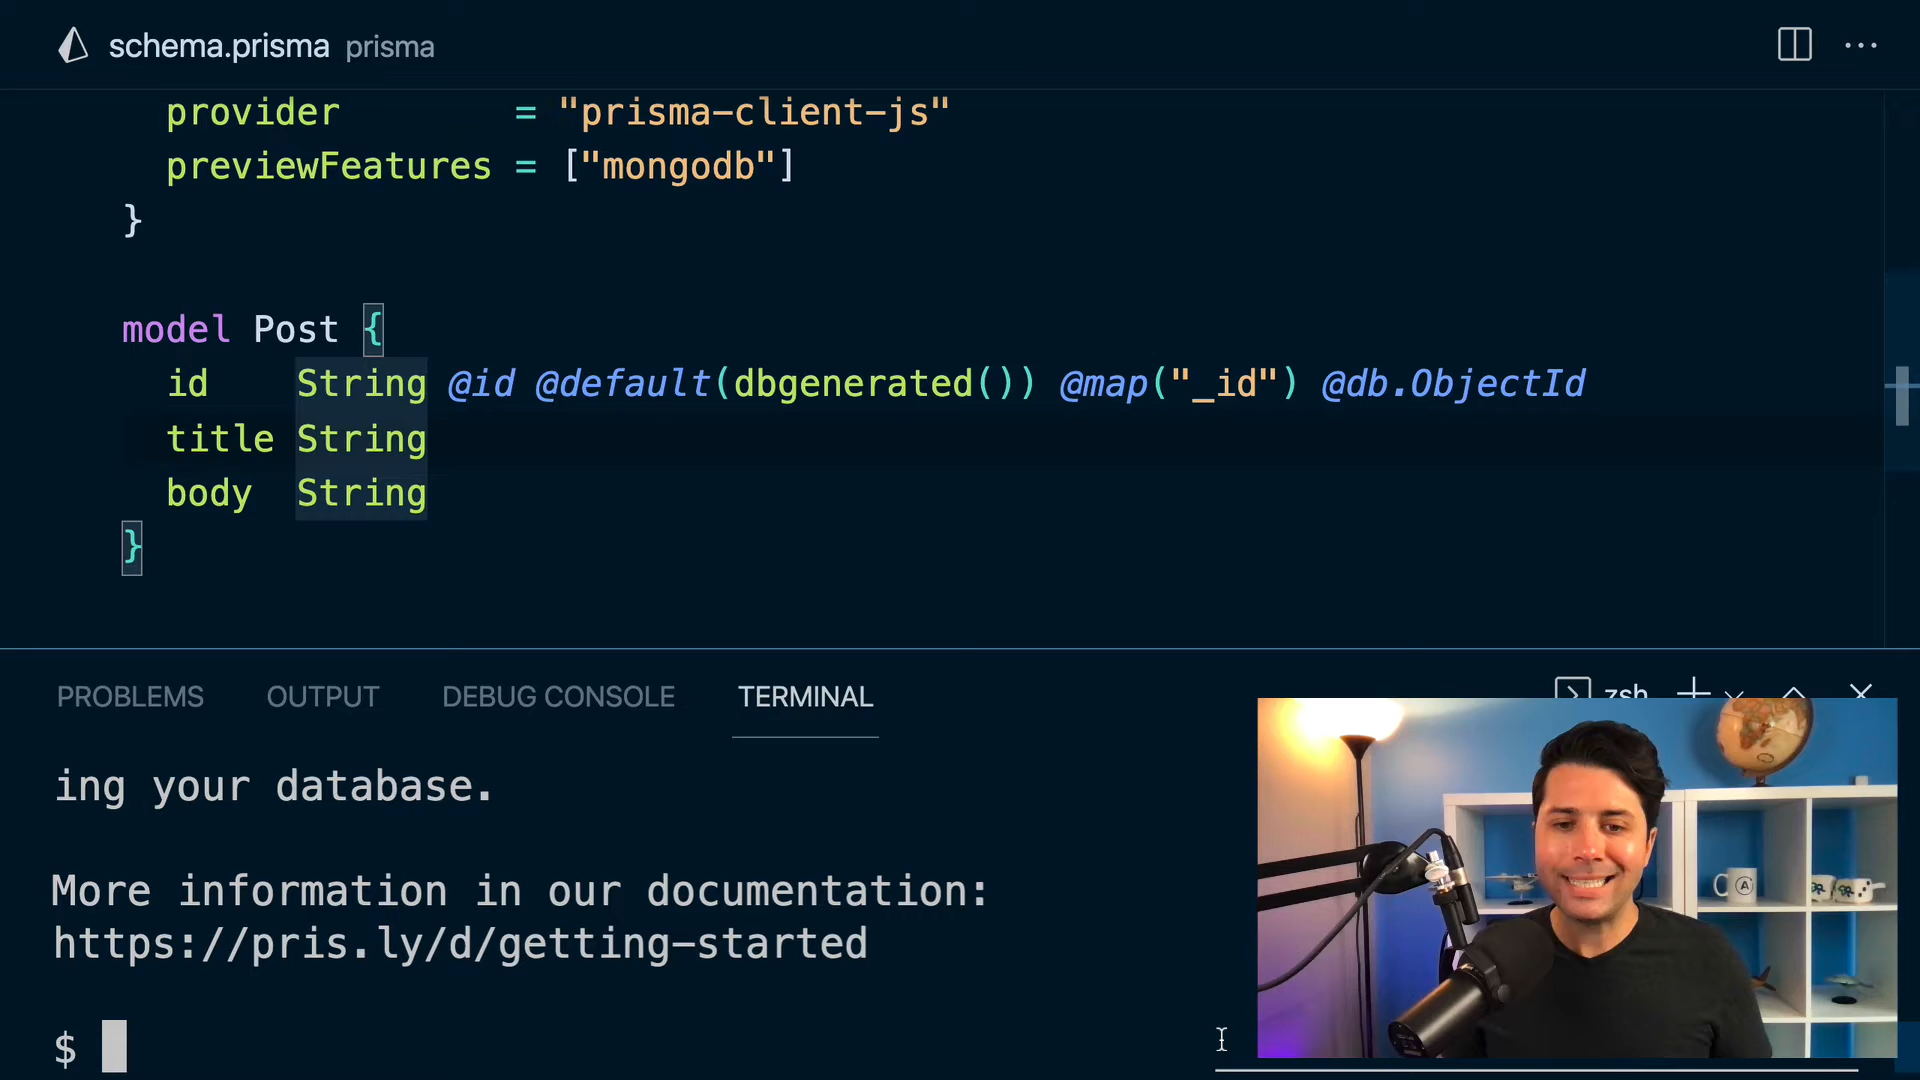 schema.prisma prisma
provider = "prisma-client-js"
previewFeatures = ["mongodb"]
}
model Post {
id String @id @default(dbgenerated()) @map("_id") @db.ObjectId
title String
body String
}
PROBLEMS OUTPUT DEBUG CONSOLE TERMINAL zsh
ing your database.
More information in our documentation:
https://pris.ly/d/getting-started
$